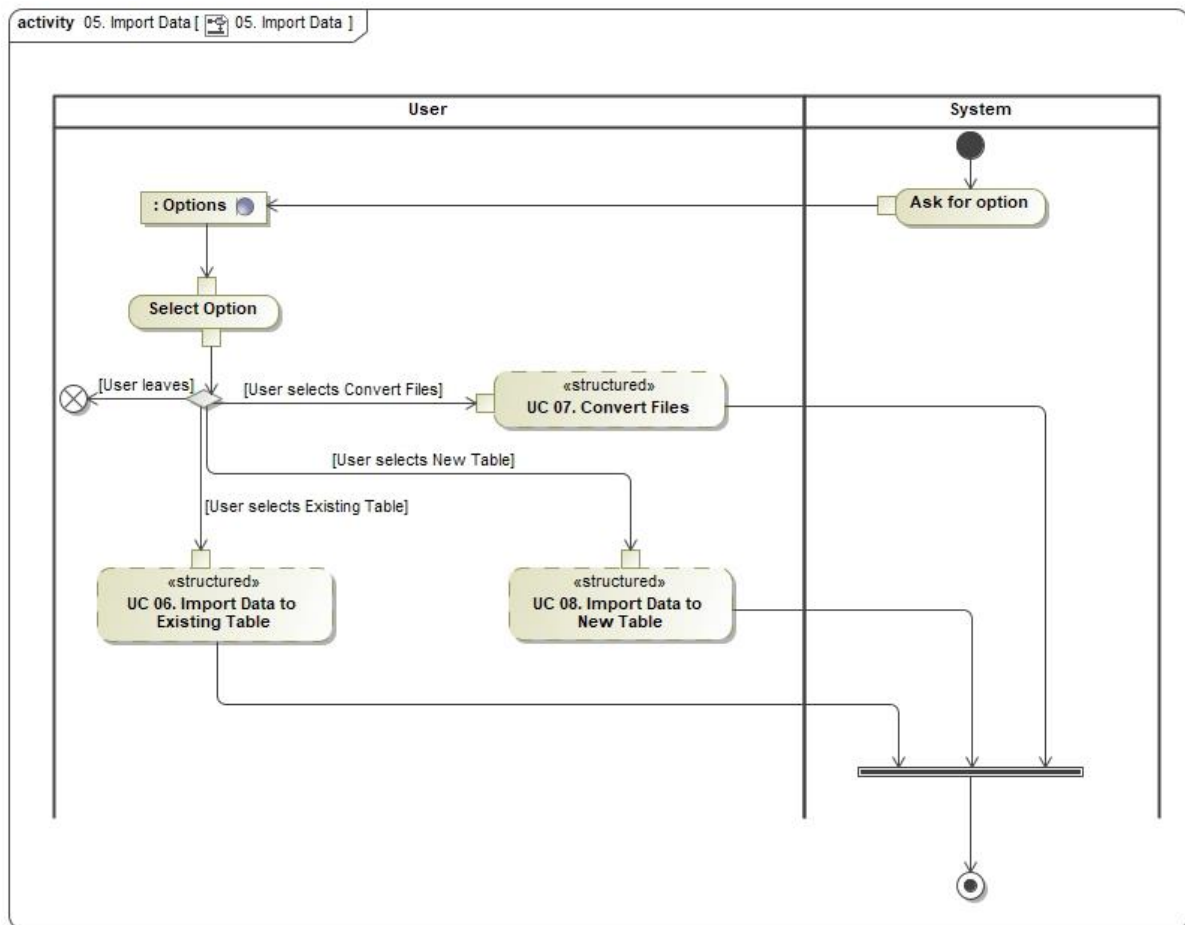 activity 05. Import Data [ 05. Import Data ]
User
System
: Options
Ask for option
Select Option
[User leaves]
[User selects Convert Files]
«structured»
UC 07. Convert Files
[User selects New Table]
[User selects Existing Table]
«structured»
UC 06. Import Data to
Existing Table
«structured»
UC 08. Import Data to
New Table